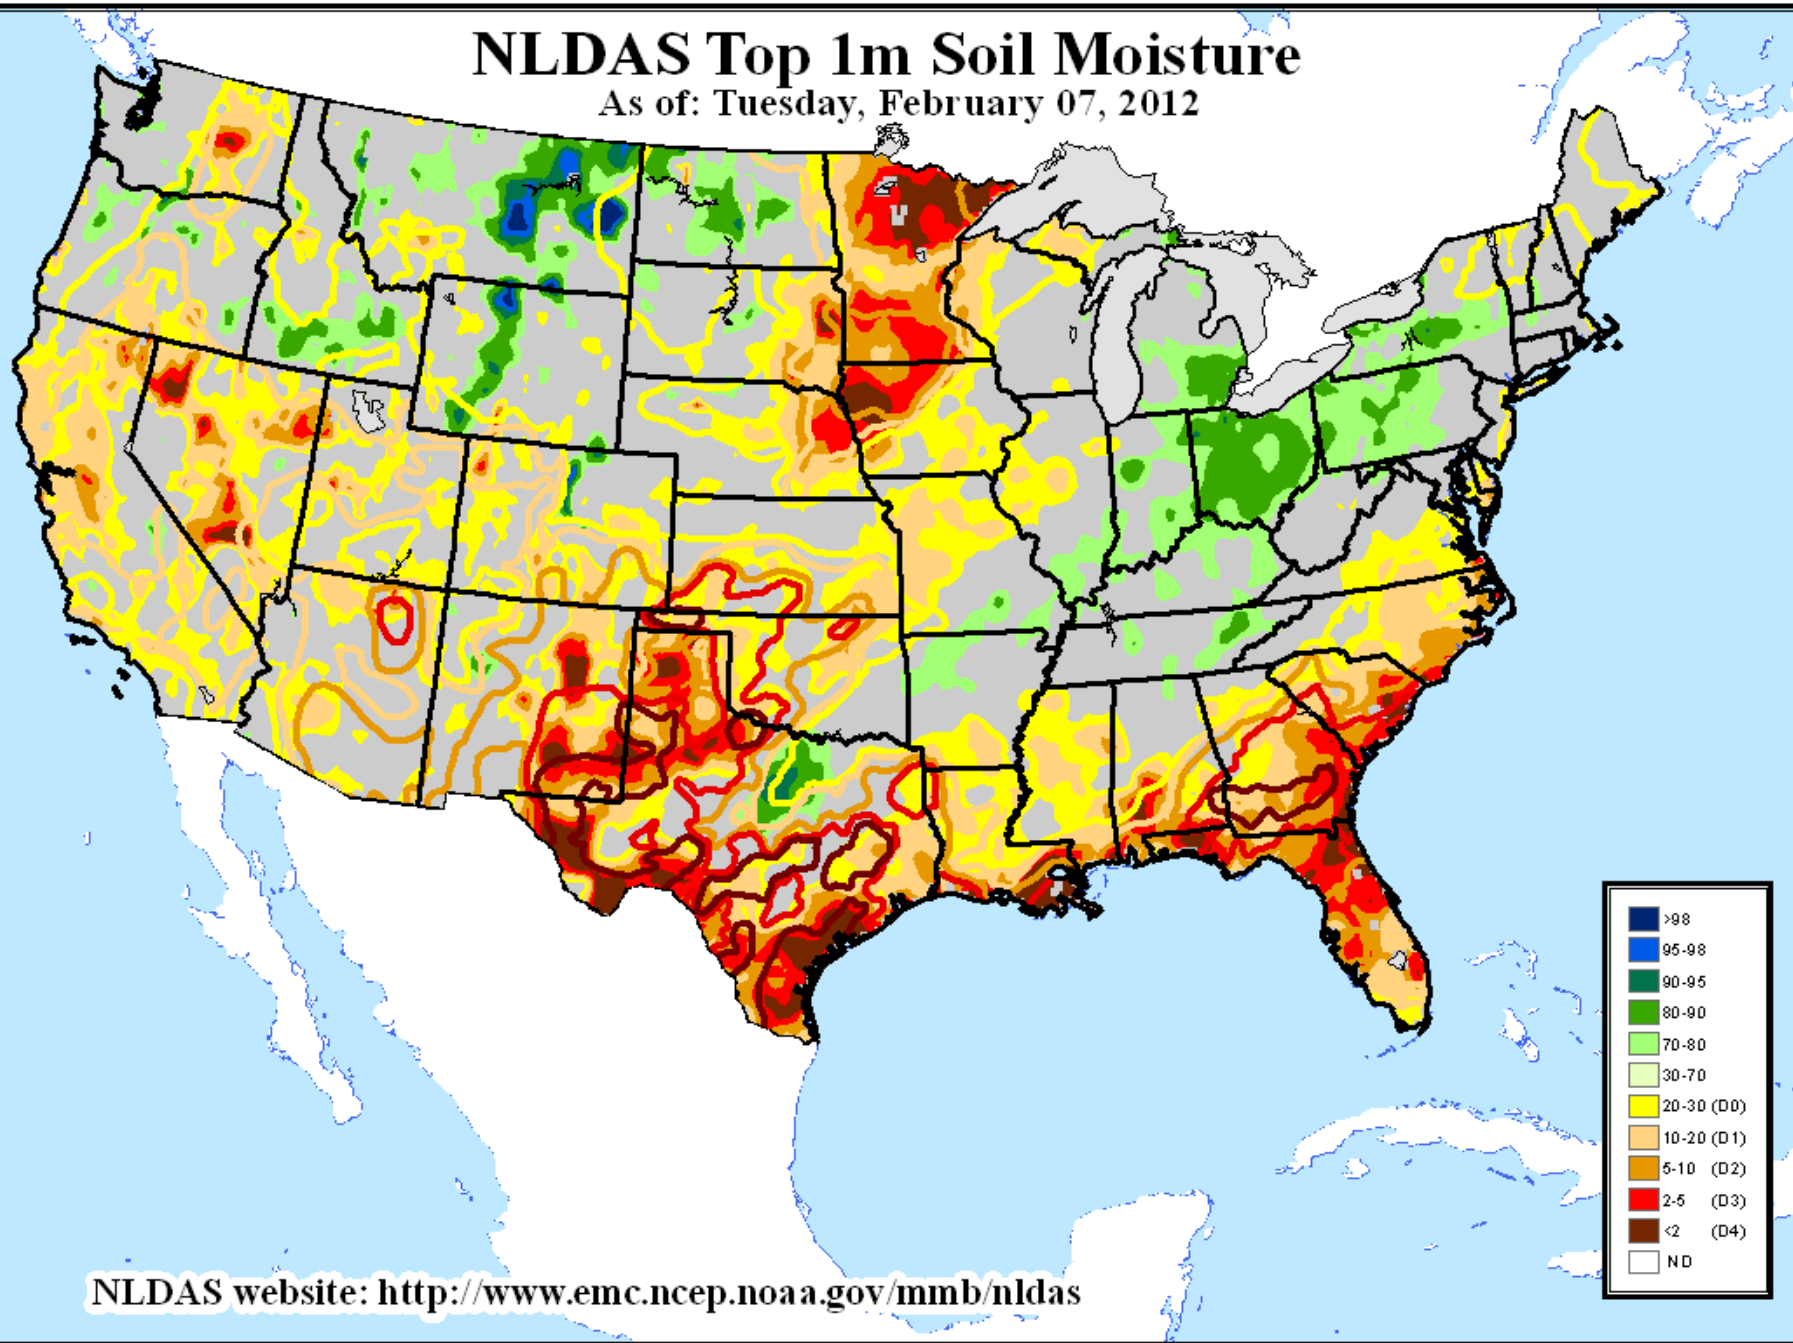 NLDAS Top 1m Soil Moisture
As of: Tuesday, February 07, 2012
>98
95-98
90-95
80-90
70-80
30-70
20-30 (D0)
10-20 (D1)
5-10 (D2)
2-5 (D3)
<2 (D4)
ND
NLDAS website: http://www.emc.ncep.noaa.gov/mmb/nldas